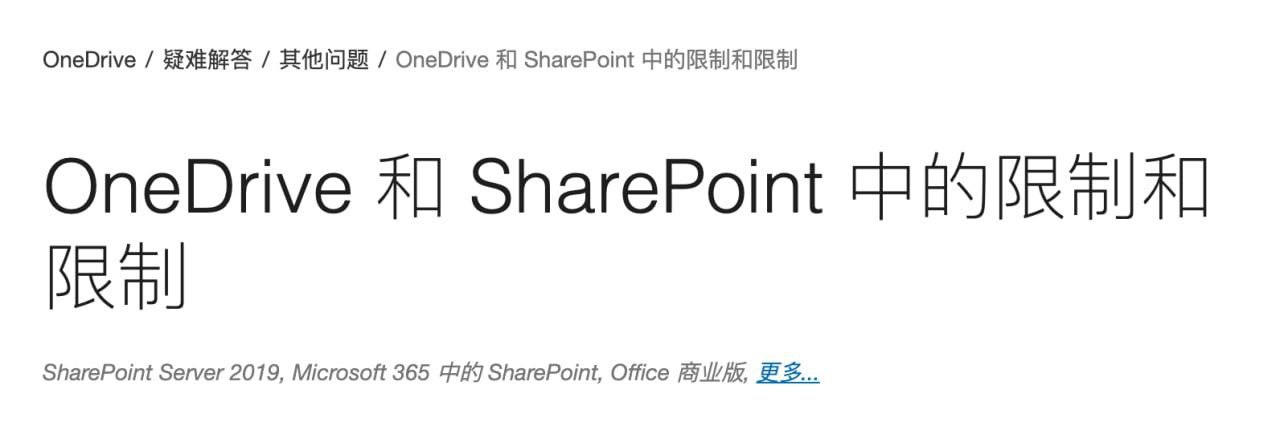 OneDrive / 疑难解答 / 其他问题 / OneDrive 和 SharePoint 中的限制和限制
OneDrive 和 SharePoint 中的限制和
限制
SharePoint Server 2019, Microsoft 365 中的 SharePoint, Office 商业版, 更多...